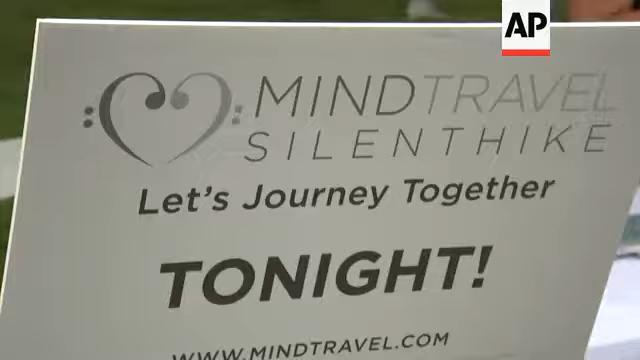 AP
MINDTRAVEL
SILENTHIKE
Let's Journey Together
TONIGHT!
WWW.MINDTRAVEL.COM